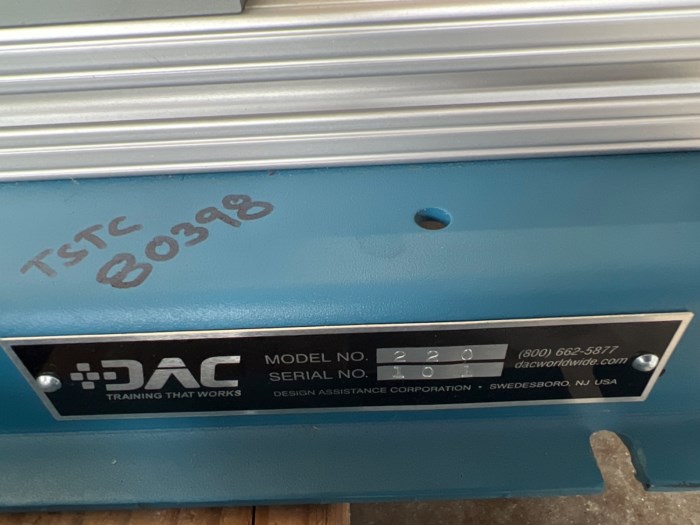 TSTC
80398
DAC
TRAINING THAT WORKS
MODEL NO. 220
SERIAL NO. 101
(800) 662-5877
dacworldwide.com
DESIGN ASSISTANCE CORPORATION • SWEDESBORO, NJ USA